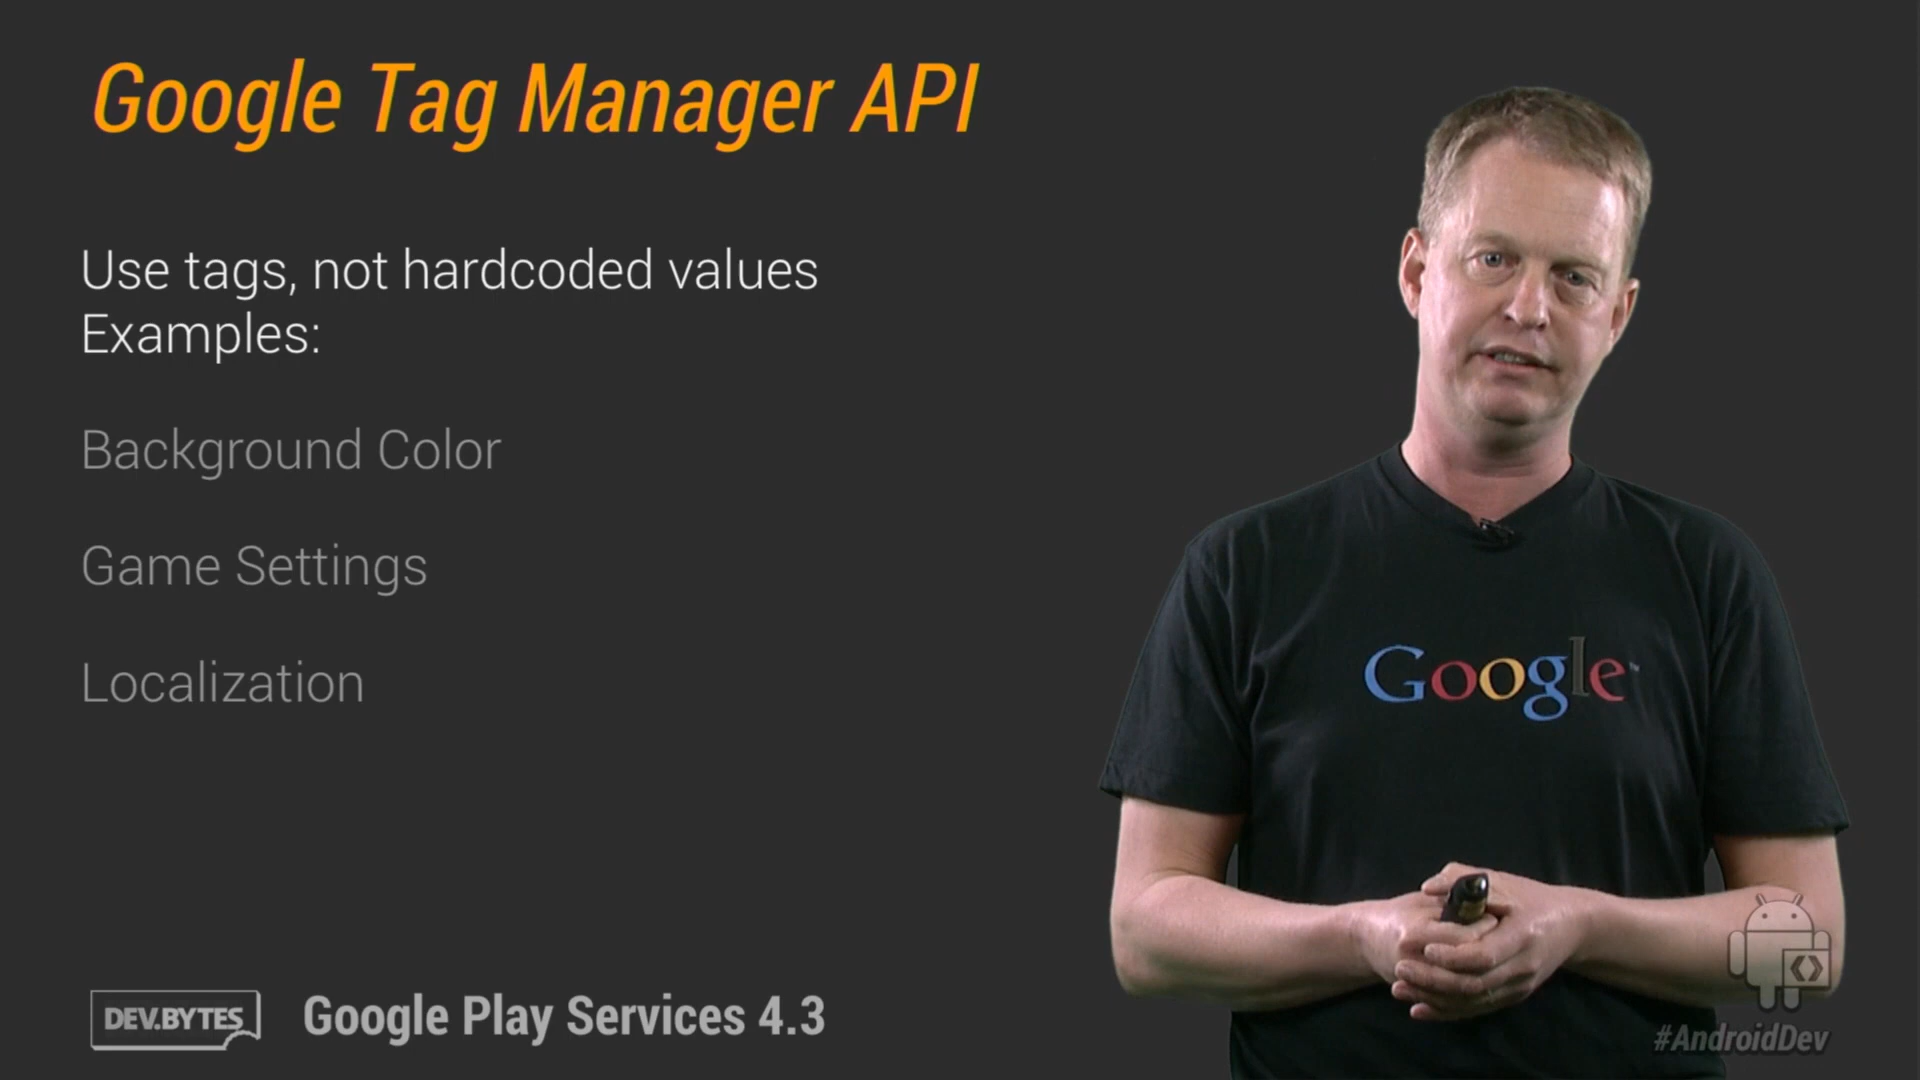 Google Tag Manager API
Use tags, not hardcoded values
Examples:
Background Color
Game Settings
Localization
Google™
DEV.BYTES
Google Play Services 4.3
#AndroidDev